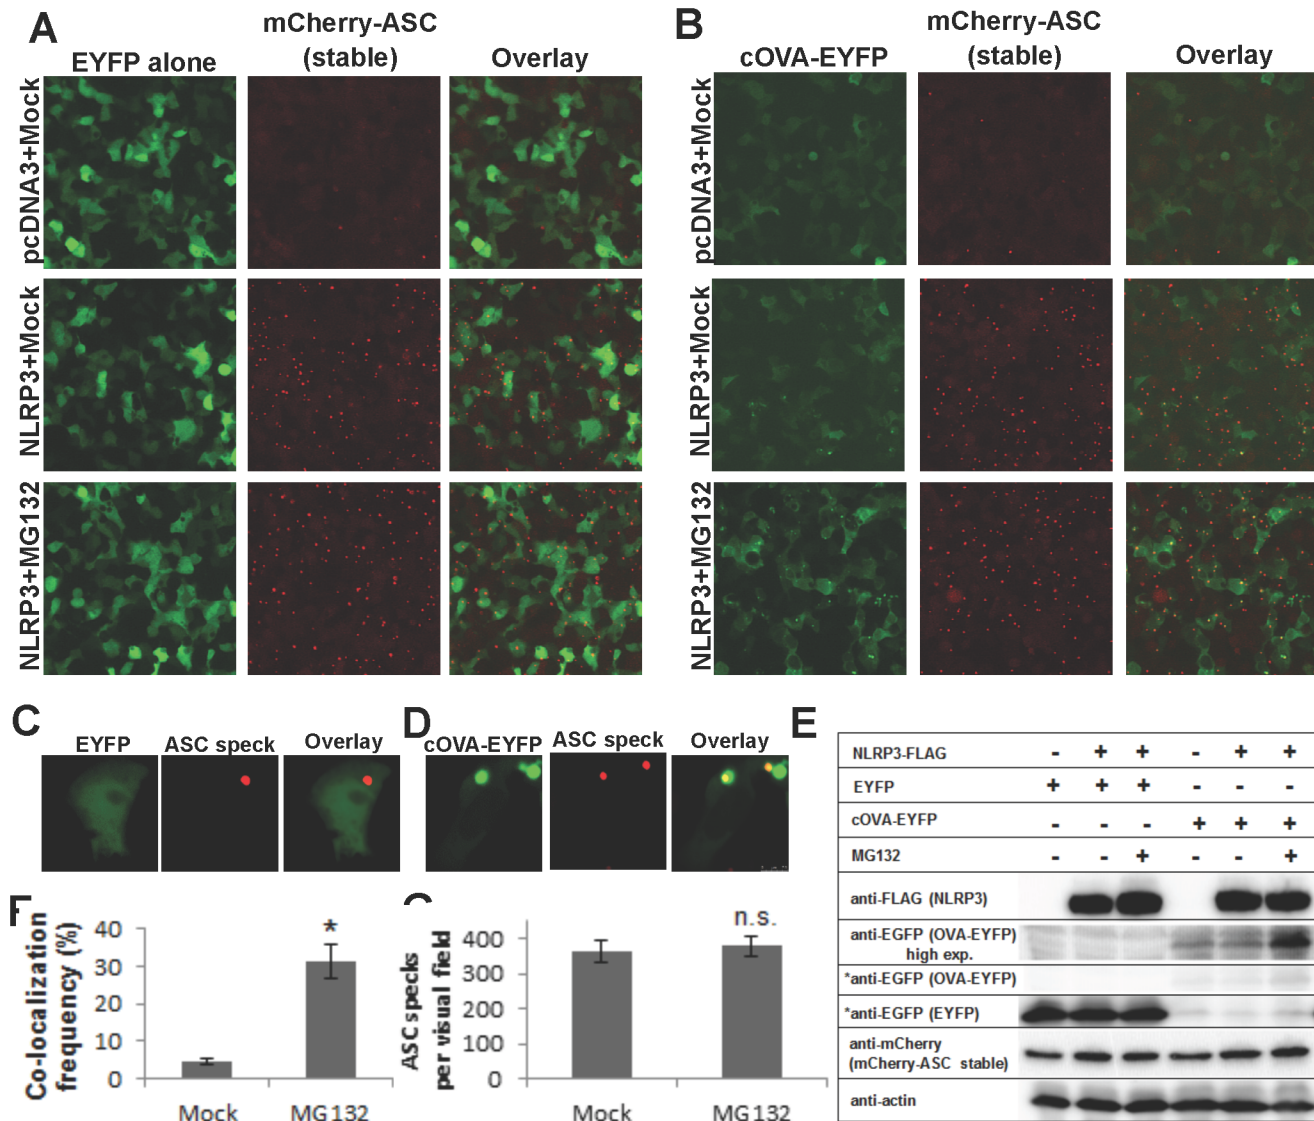 A
mCherry-ASC
EYFP alone
(stable)
Overlay
pcDNA3+Mock
NLRP3+Mock
NLRP3+MG132
B
mCherry-ASC
cOVA-EYFP
(stable)
Overlay
pcDNA3+Mock
NLRP3+Mock
NLRP3+MG132
C
EYFP
ASC speck
Overlay
D
cOVA-EYFP
ASC speck
Overlay
E
NLRP3-FLAG
- + + - + +
EYFP
+ + + - - -
cOVA-EYFP
- - - + + +
MG132
- - + - - +
anti-FLAG (NLRP3)
anti-EGFP (OVA-EYFP)
high exp.
*anti-EGFP (OVA-EYFP)
*anti-EGFP (EYFP)
anti-mCherry
(mCherry-ASC stable)
anti-actin
F
Co-localization
frequency (%)
40
30
20
10
0
*
Mock
MG132
ASC specks
per visual field
400
300
200
100
0
n.s.
Mock
MG132